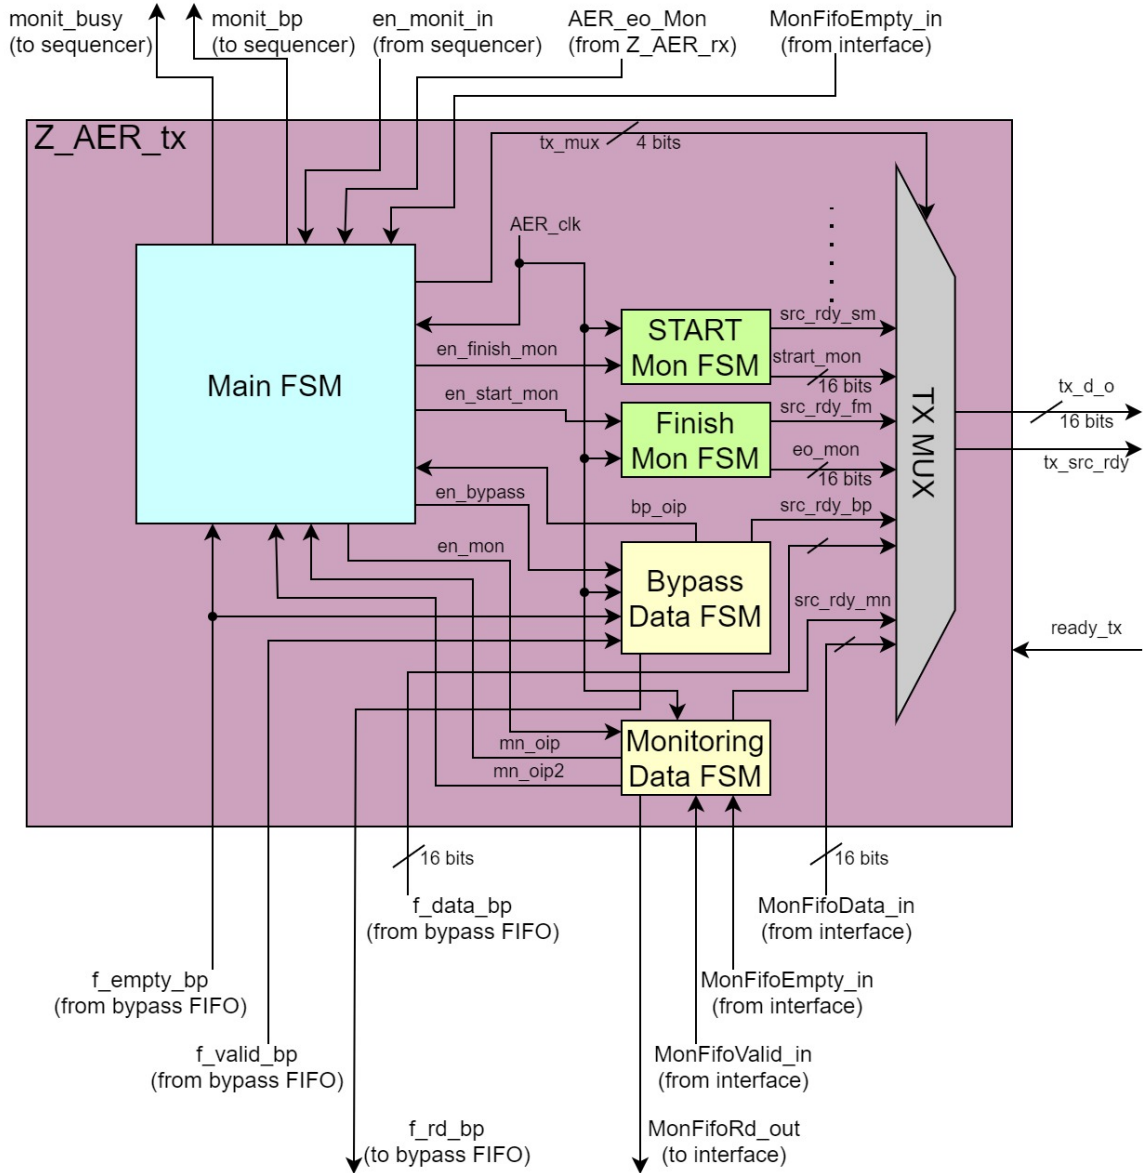 monit_busy
(to sequencer)
monit_bp
(to sequencer)
en_monit_in
(from sequencer)
AER_eo_Mon
(from Z_AER_rx)
MonFifoEmpty_in
(from interface)
Z_AER_tx
tx_mux
4 bits
AER_clk
Main FSM
START
Mon FSM
src_rdy_sm
en_finish_mon
strart_mon
16 bits
en_start_mon
Finish
Mon FSM
src_rdy_fm
eo_mon
16 bits
TX MUX
tx_d_o
16 bits
tx_src_rdy
en_bypass
bp_oip
src_rdy_bp
en_mon
Bypass
Data FSM
src_rdy_mn
ready_tx
mn_oip
mn_oip2
Monitoring
Data FSM
16 bits
16 bits
f_data_bp
(from bypass FIFO)
MonFifoData_in
(from interface)
f_empty_bp
(from bypass FIFO)
MonFifoEmpty_in
(from interface)
f_valid_bp
(from bypass FIFO)
MonFifoValid_in
(from interface)
f_rd_bp
(to bypass FIFO)
MonFifoRd_out
(to interface)